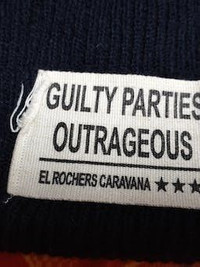 GUILTY PARTIES
OUTRAGEOUS
EL ROCHERS CARAVANA ★★★